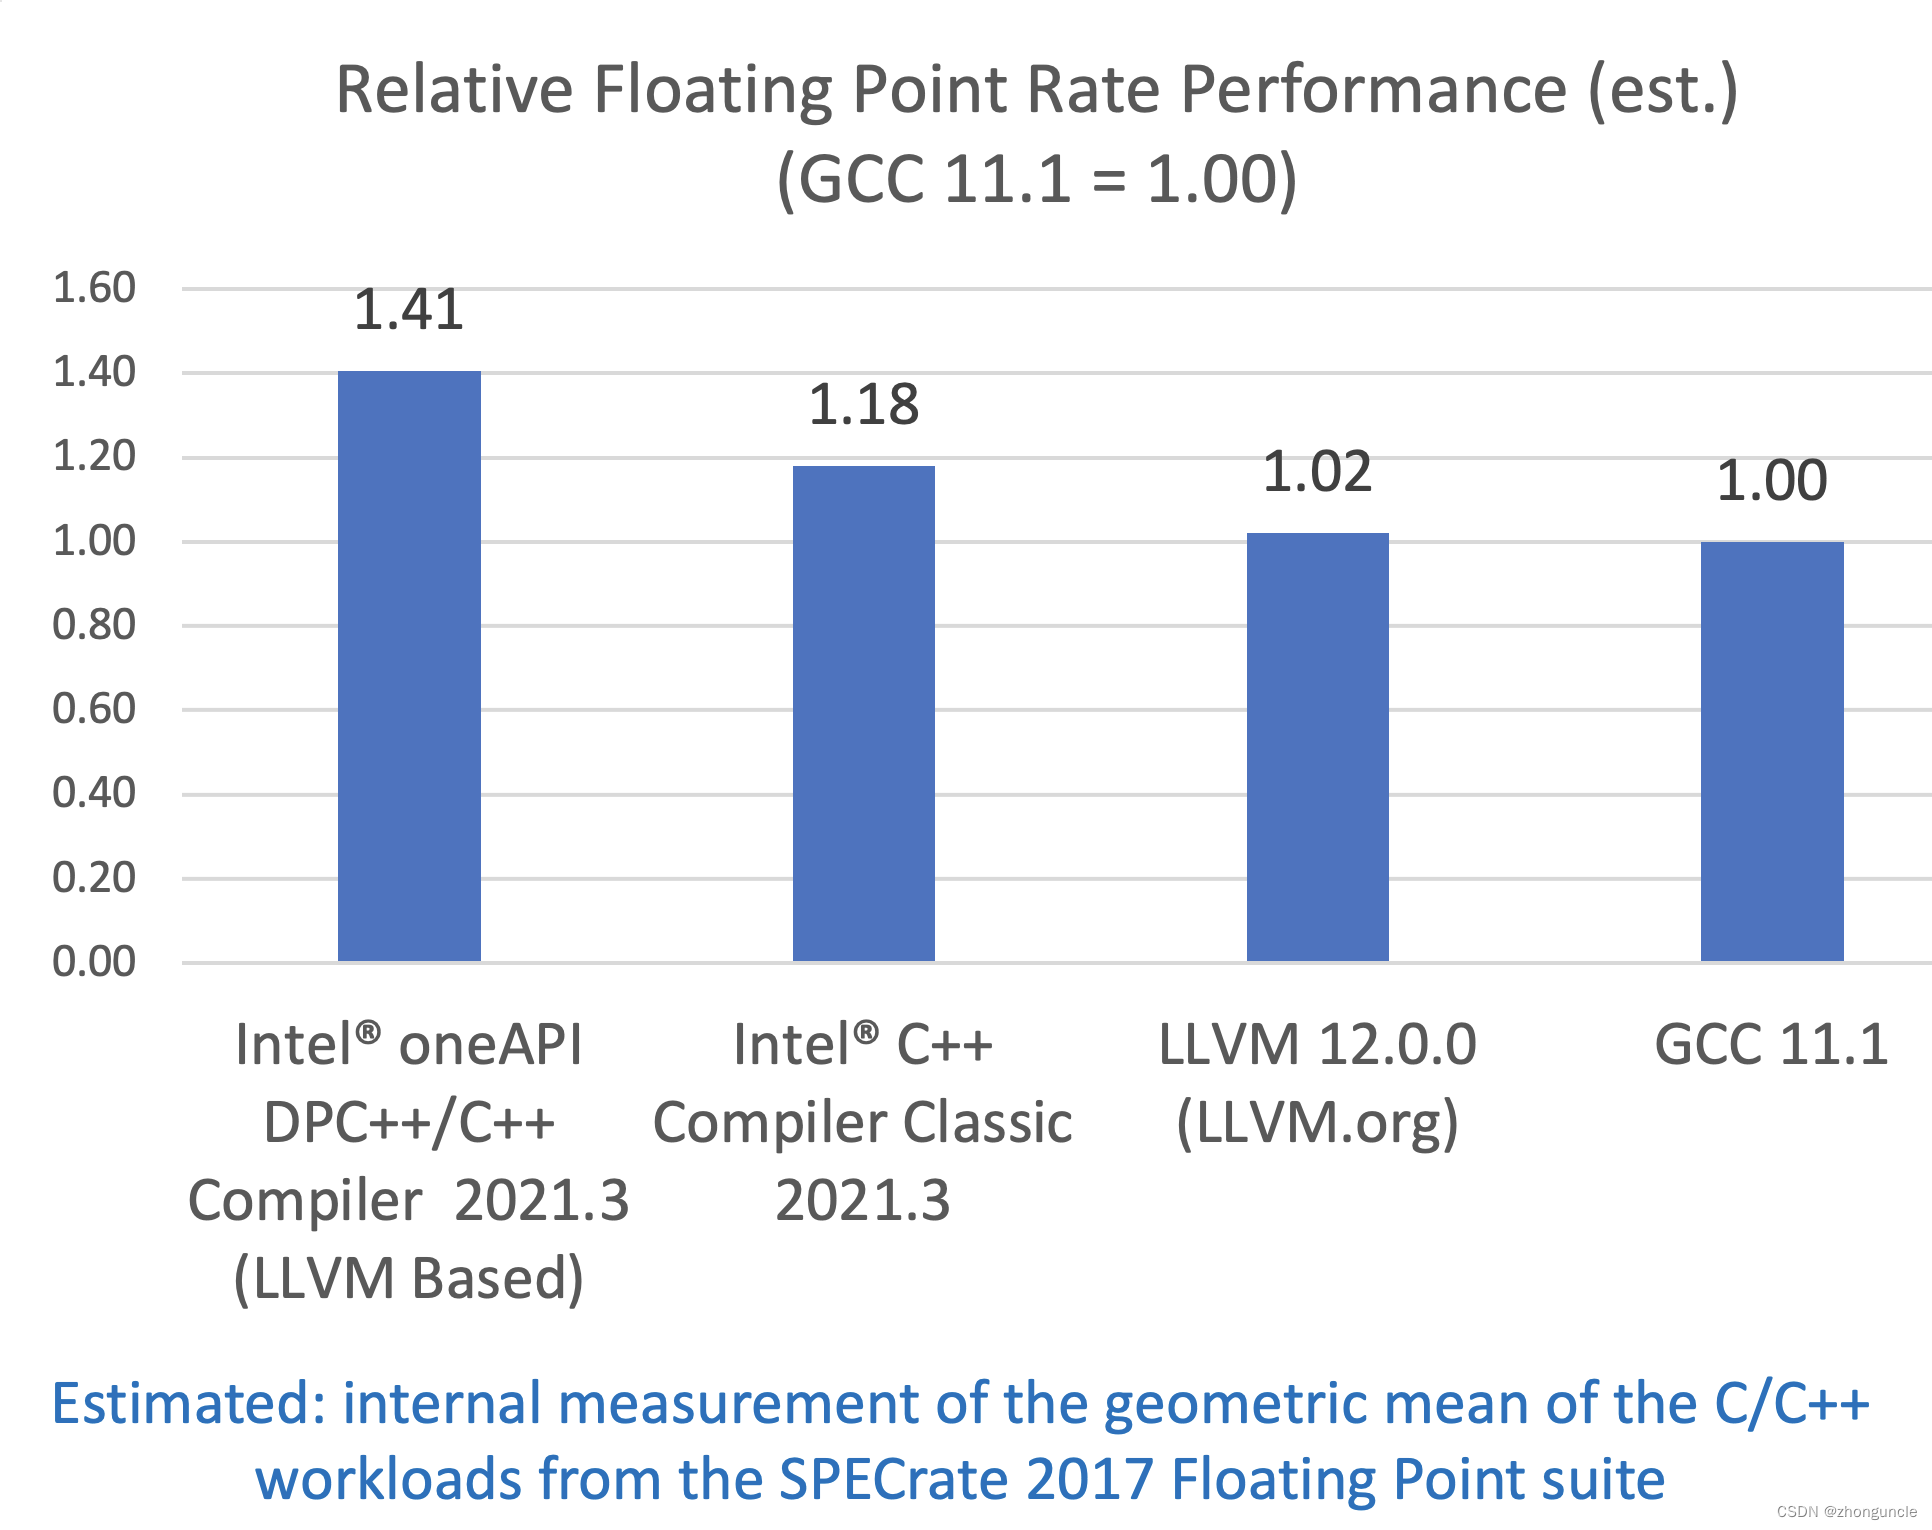 Relative Floating Point Rate Performance (est.)
(GCC 11.1 = 1.00)
1.60
1.40
1.20
1.00
0.80
0.60
0.40
0.20
0.00
1.41
1.18
1.02
1.00
Intel® oneAPI
DPC++/C++
Compiler 2021.3
(LLVM Based)
Intel® C++
Compiler Classic
2021.3
LLVM 12.0.0
(LLVM.org)
GCC 11.1
Estimated: internal measurement of the geometric mean of the C/C++
workloads from the SPECrate 2017 Floating Point suite
CSDN @zhonguncle